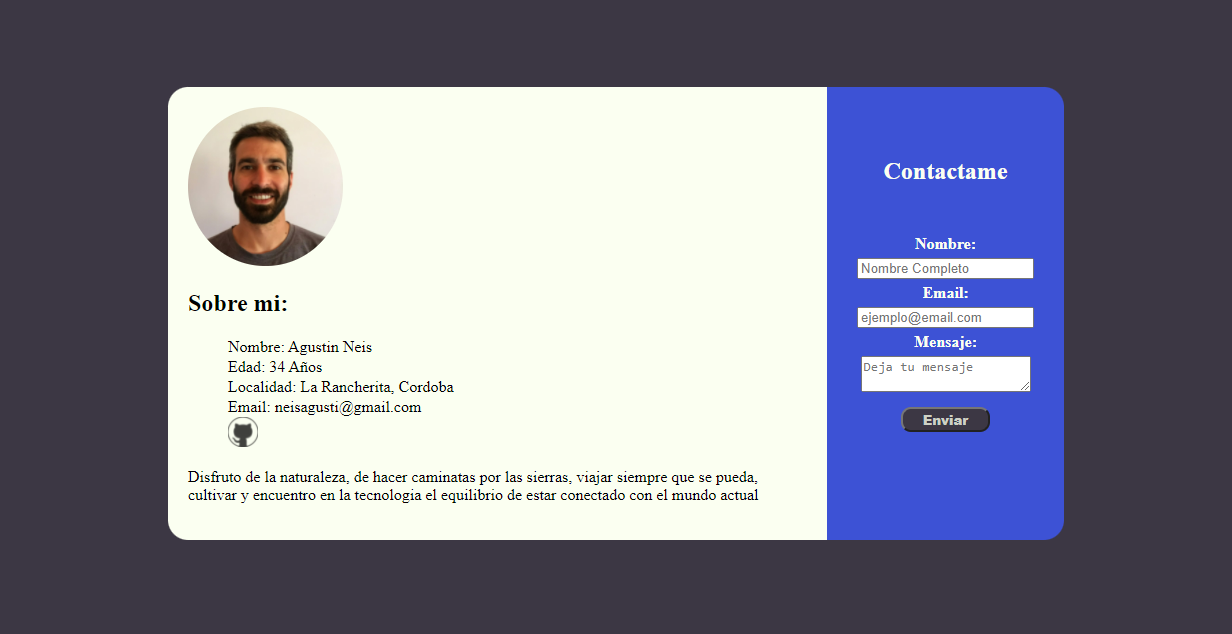 Sobre mi:
Nombre: Agustin Neis
Edad: 34 Años
Localidad: La Rancherita, Cordoba
Email: neisagusti@gmail.com
Disfruto de la naturaleza, de hacer caminatas por las sierras, viajar siempre que se pueda,
cultivar y encuentro en la tecnologia el equilibrio de estar conectado con el mundo actual
Contactame
Nombre:
Nombre Completo
Email:
ejemplo@email.com
Mensaje:
Deja tu mensaje
Enviar